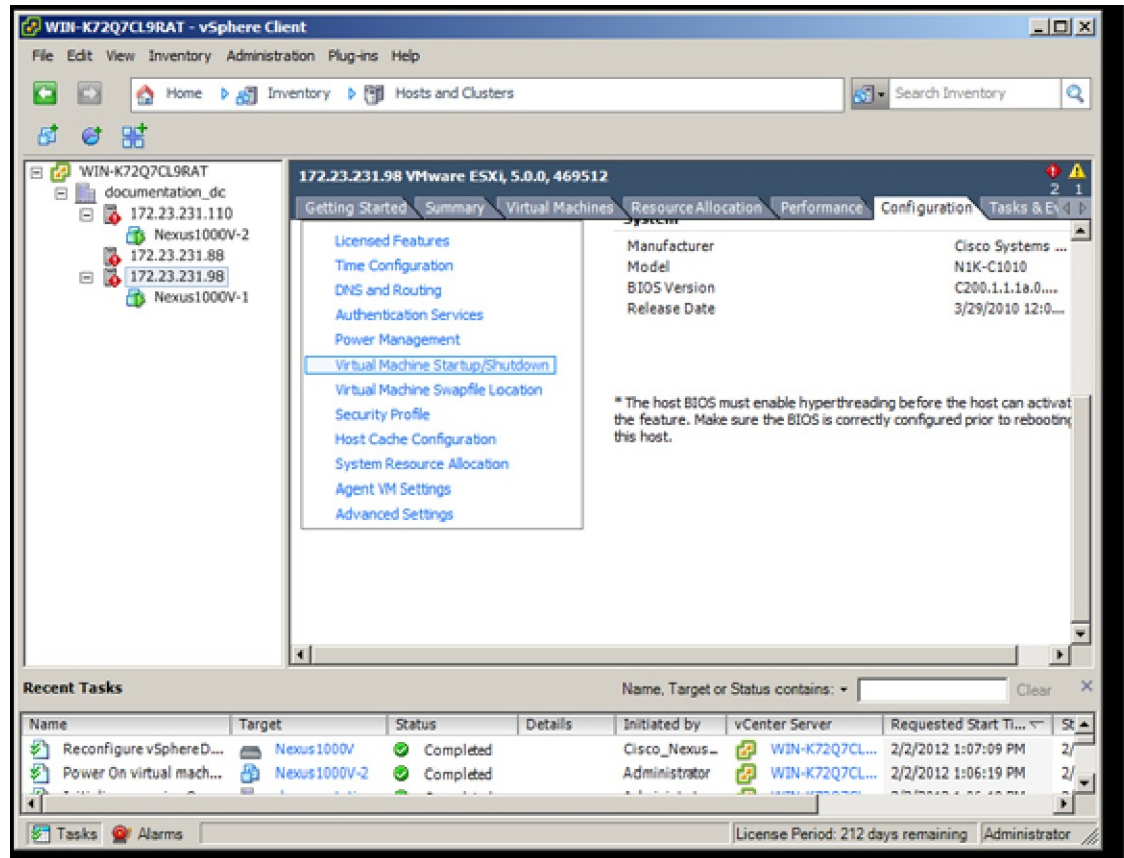 WIN-K72Q7CL9RAT - vSphere Client
File Edit View Inventory Administration Plug-ins Help
Home Inventory Hosts and Clusters
Search Inventory
WIN-K72Q7CL9RAT
documentation_dc
172.23.231.110
Nexus1000V-2
172.23.231.88
172.23.231.98
Nexus1000V-1
172.23.231.98 VMware ESXi, 5.0.0, 469512
2 1
Getting Started Summary Virtual Machines Resource Allocation Performance Configuration Tasks & Ev
Licensed Features
Time Configuration
DNS and Routing
Authentication Services
Power Management
Virtual Machine Startup/Shutdown
Virtual Machine Swapfile Location
Security Profile
Host Cache Configuration
System Resource Allocation
Agent VM Settings
Advanced Settings
System
Manufacturer Cisco Systems ...
Model N1K-C1010
BIOS Version C200.1.1.1a.0....
Release Date 3/29/2010 12:0....
* The host BIOS must enable hyperthreading before the host can activat
the feature. Make sure the BIOS is correctly configured prior to rebooting
this host.
Recent Tasks
Name, Target or Status contains: Clear
Name Target Status Details Initiated by vCenter Server Requested Start Ti... St
Reconfigure vSphereD... Nexus1000V Completed Cisco_Nexus... WIN-K72Q7CL... 2/2/2012 1:07:09 PM 2/
Power On virtual mach... Nexus1000V-2 Completed Administrator WIN-K72Q7CL... 2/2/2012 1:06:19 PM 2/
Tasks Alarms License Period: 212 days remaining Administrator